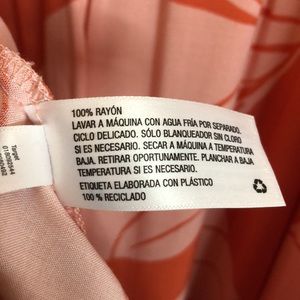 100% RAYÓN
LAVAR A MÁQUINA CON AGUA FRÍA POR SEPARADO.
CICLO DELICADO. SÓLO BLANQUEADOR SIN CLORO
SI ES NECESARIO. SECAR A MÁQUINA A TEMPERATURA
BAJA. RETIRAR OPORTUNAMENTE. PLANCHAR A BAJA
TEMPERATURA SI ES NECESARIO.
ETIQUETA ELABORADA CON PLÁSTICO
100 % RECICLADO
Target